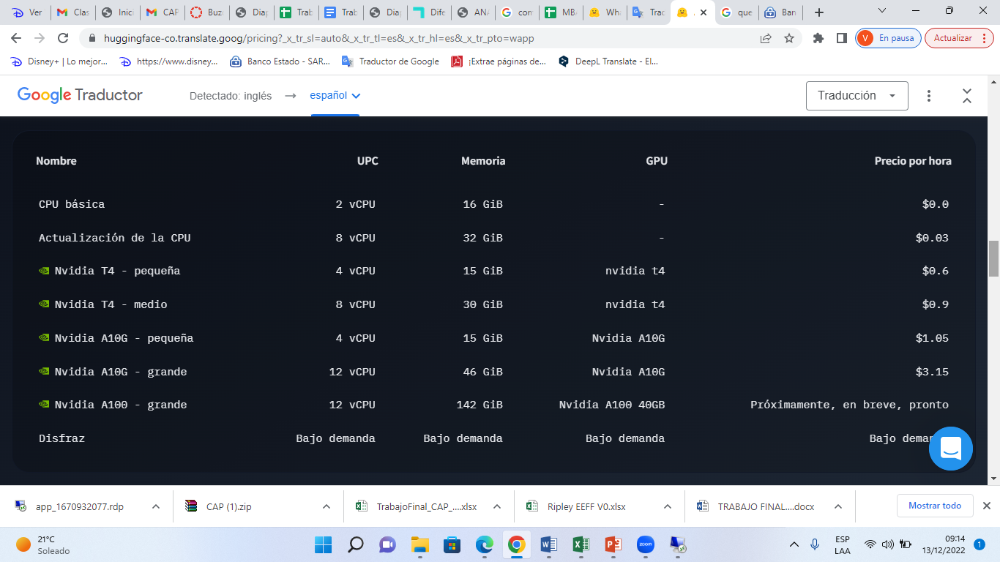 Ver
Clas
Inici
CAP
Buz
Diap
Trab
Trab
Diap
Dife
ANA
con
MBA
Wha
Trac
que
Ban
huggingface-co.translate.goog/pricing?_x_tr_sl=auto&_x_tr_tl=es&_x_tr_hl=es&_x_tr_pto=wapp
V En pausa
Actualizar
Disney+ | Lo mejor...
https://www.disney...
Banco Estado - SAR...
Traductor de Google
¡Extrae páginas de...
DeepL Translate - El...
Google Traductor
Detectado: inglés → español
Traducción
Nombre UPC Memoria GPU Precio por hora
CPU básica 2 vCPU 16 GiB - $0.0
Actualización de la CPU 8 vCPU 32 GiB - $0.03
Nvidia T4 - pequeña 4 vCPU 15 GiB nvidia t4 $0.6
Nvidia T4 - medio 8 vCPU 30 GiB nvidia t4 $0.9
Nvidia A10G - pequeña 4 vCPU 15 GiB Nvidia A10G $1.05
Nvidia A10G - grande 12 vCPU 46 GiB Nvidia A10G $3.15
Nvidia A100 - grande 12 vCPU 142 GiB Nvidia A100 40GB Próximamente, en breve, pronto
Disfraz Bajo demanda Bajo demanda Bajo demanda Bajo deman
app_1670932077.rdp
CAP (1).zip
TrabajoFinal_CAP_....xlsx
Ripley EEFF V0.xlsx
TRABAJO FINAL....docx
Mostrar todo
21°C
Soleado
zoom
ESP
LAA
09:14
13/12/2022
1